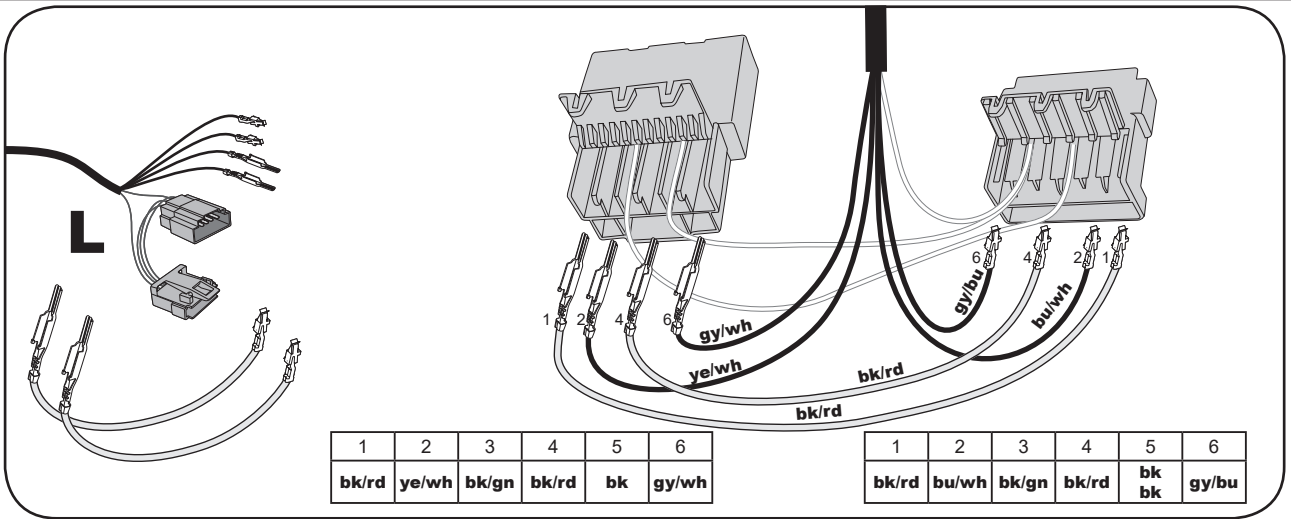 L
1 2 4 6
6 4 2 1
gy/wh
ye/wh
gy/bu
bu/wh
bk/rd
bk/rd
1 2 3 4 5 6
bk/rd ye/wh bk/gn bk/rd bk gy/wh
1 2 3 4 5 6
bk/rd bu/wh bk/gn bk/rd bk bk gy/bu